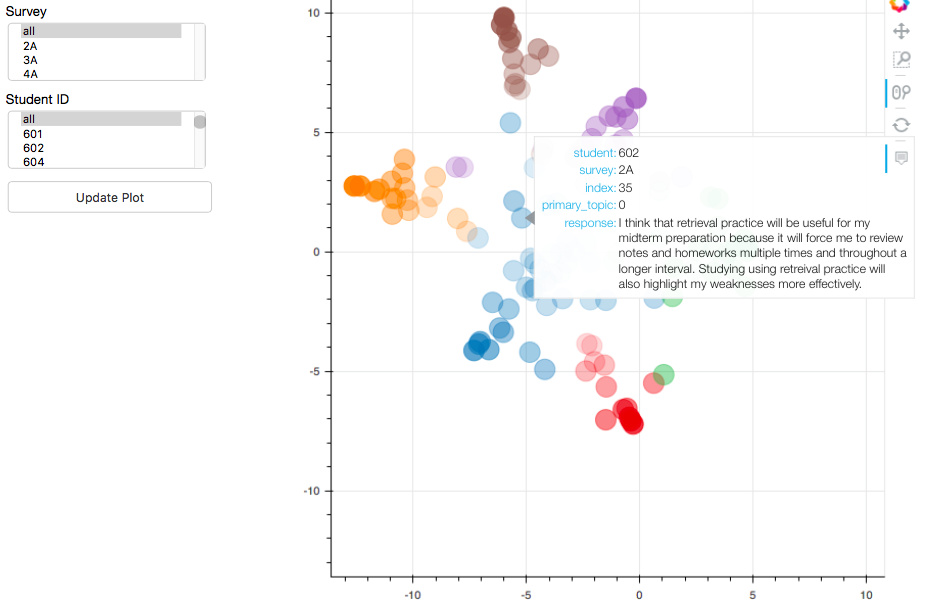 Survey
all
2A
3A
4A
Student ID
all
601
602
604
Update Plot
10
5
0
-5
-10
-10
-5
0
5
10
student: 602
survey: 2A
index: 35
primary_topic: 0
response: I think that retrieval practice will be useful for my
midterm preparation because it will force me to review
notes and homeworks multiple times and throughout a
longer interval. Studying using retreival practice will
also highlight my weaknesses more effectively.